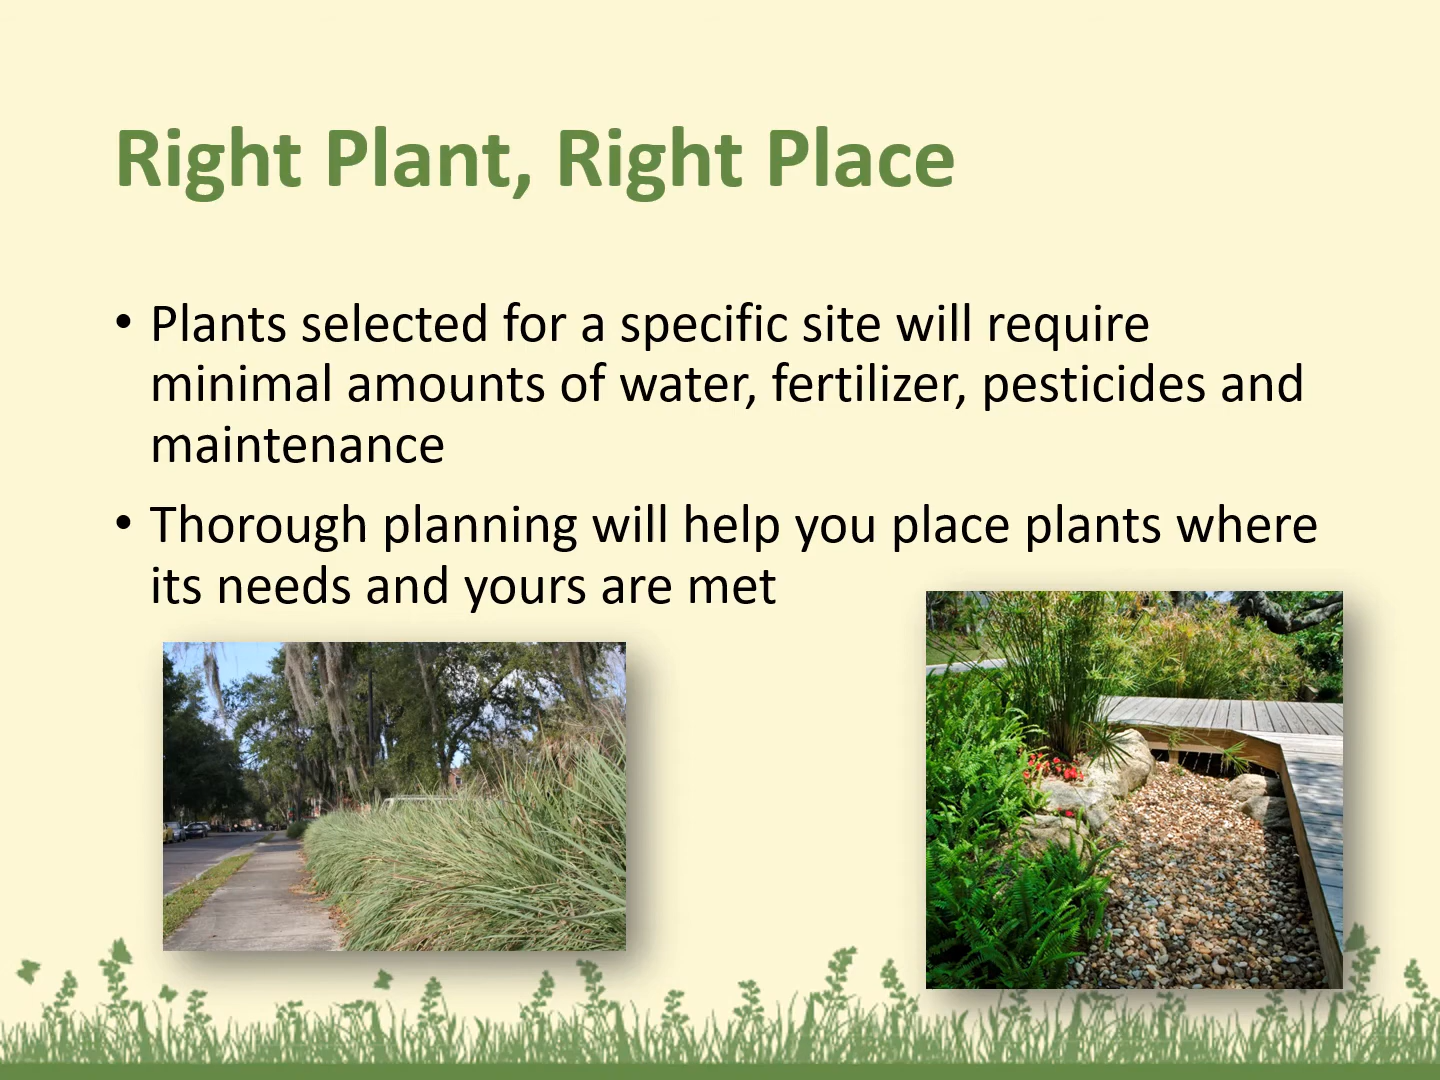 Right Plant, Right Place
• Plants selected for a specific site will require
minimal amounts of water, fertilizer, pesticides and
maintenance
• Thorough planning will help you place plants where
its needs and yours are met